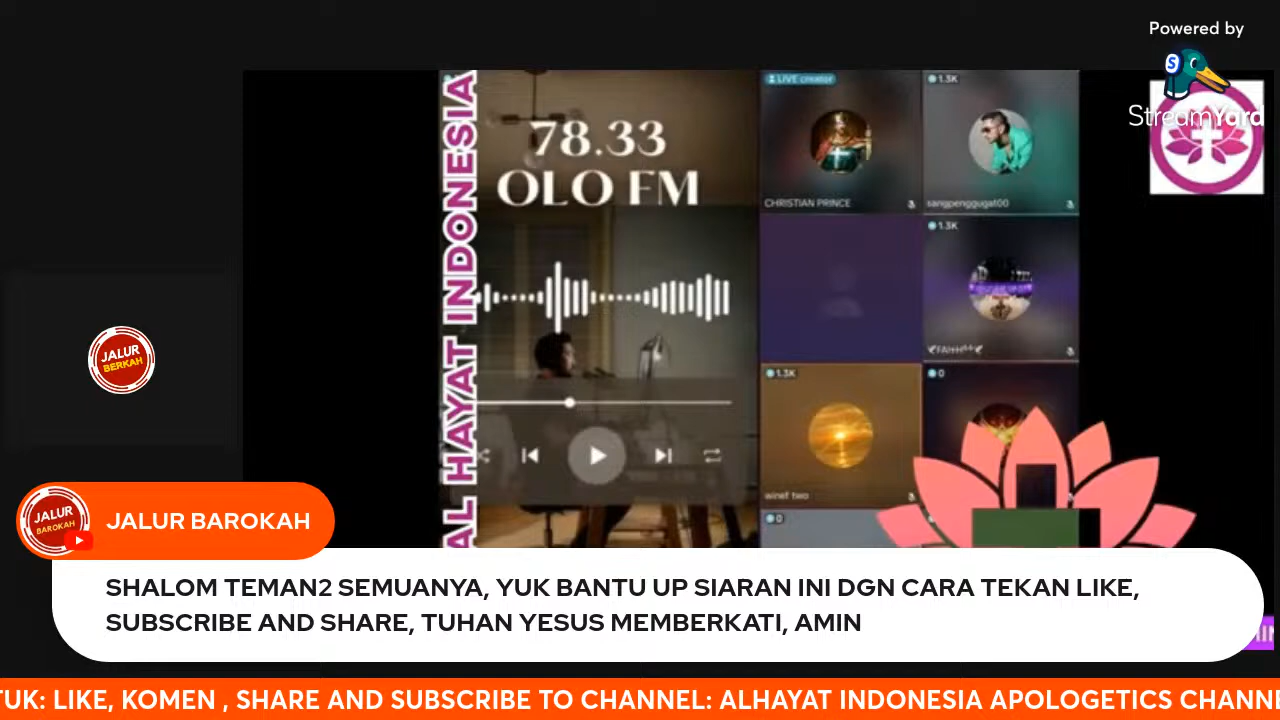 Powered by
StreamYard
AL HAYAT INDONESIA
78.33
OLO FM
LIVE creator
CHRISTIAN PRINCE
1.3K
sangpenggugat00
1.3K
1.3K
winef two
0
0
JALUR
BERKAH
JALUR
BAROKAH
JALUR BAROKAH
SHALOM TEMAN2 SEMUANYA, YUK BANTU UP SIARAN INI DGN CARA TEKAN LIKE,
SUBSCRIBE AND SHARE, TUHAN YESUS MEMBERKATI, AMIN
TUK: LIKE, KOMEN , SHARE AND SUBSCRIBE TO CHANNEL: ALHAYAT INDONESIA APOLOGETICS CHANNE